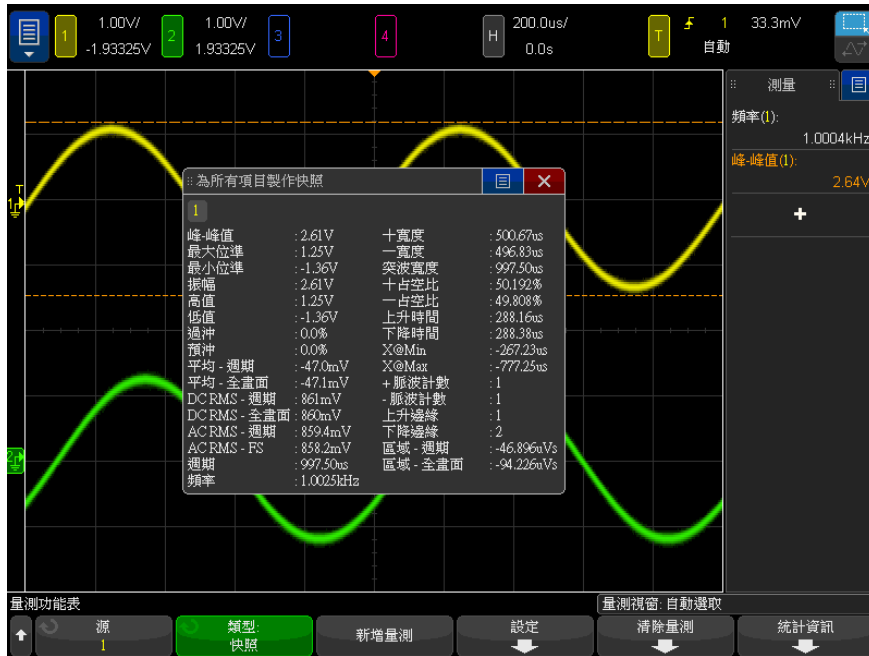 1 1.00V/ 2 1.00V/ 3 4 H 200.0us/ T 1 33.3mV
-1.93325V 1.93325V 0.0s 自動
測量
頻率(1):
1.0004kHz
峰-峰值(1):
2.64V
+
T
1
2
為所有項目製作快照
1
峰-峰值 : 2.61V 十寬度 : 500.67us
最大位準 : 1.25V 一寬度 : 496.83us
最小位準 : -1.36V 突波寬度 : 997.50us
振幅 : 2.61V 十占空比 : 50.192%
高值 : 1.25V 一占空比 : 49.808%
低值 : -1.36V 上升時間 : 288.16us
過沖 : 0.0% 下降時間 : 288.38us
預沖 : 0.0% X@Min : -267.23us
平均 - 週期 : -47.0mV X@Max : -777.25us
平均 - 全畫面 : -47.1mV + 脈波計數 : 1
DC RMS - 週期 : 861mV - 脈波計數 : 1
DC RMS - 全畫面 : 860mV 上升邊緣 : 1
AC RMS - 週期 : 859.4mV 下降邊緣 : 2
AC RMS - FS : 858.2mV 區域 - 週期 : -46.896uVs
週期 : 997.50us 區域 - 全畫面 : -94.226uVs
頻率 : 1.0025kHz
量測功能表 量測視窗: 自動選取
源 類型: 新增量測 設定 清除量測 統計資訊
1 快照